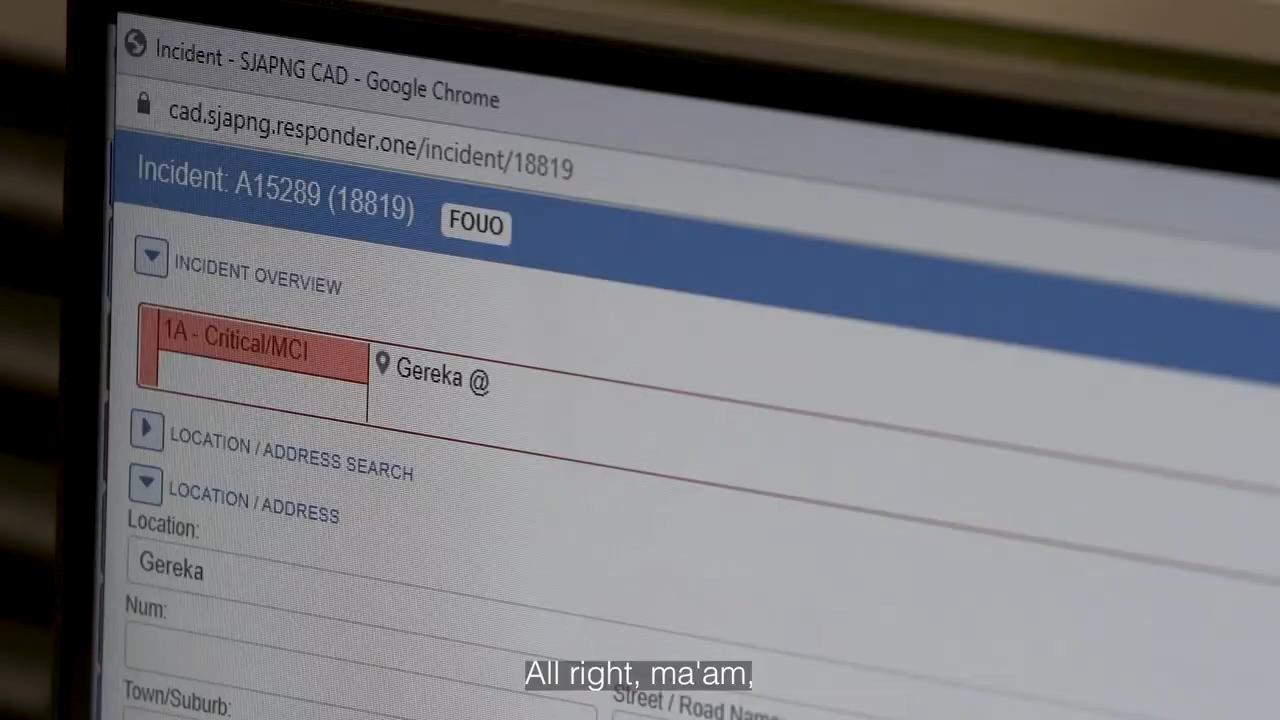 Incident - SJAPNG CAD - Google Chrome
cad.sjapng.responder.one/incident/18819
Incident: A15289 (18819) FOUO
INCIDENT OVERVIEW
1A - Critical/MCI
Gereka @
LOCATION / ADDRESS SEARCH
LOCATION / ADDRESS
Location:
Gereka
Num:
Town/Suburb:
Street / Road Name
All right, ma'am,